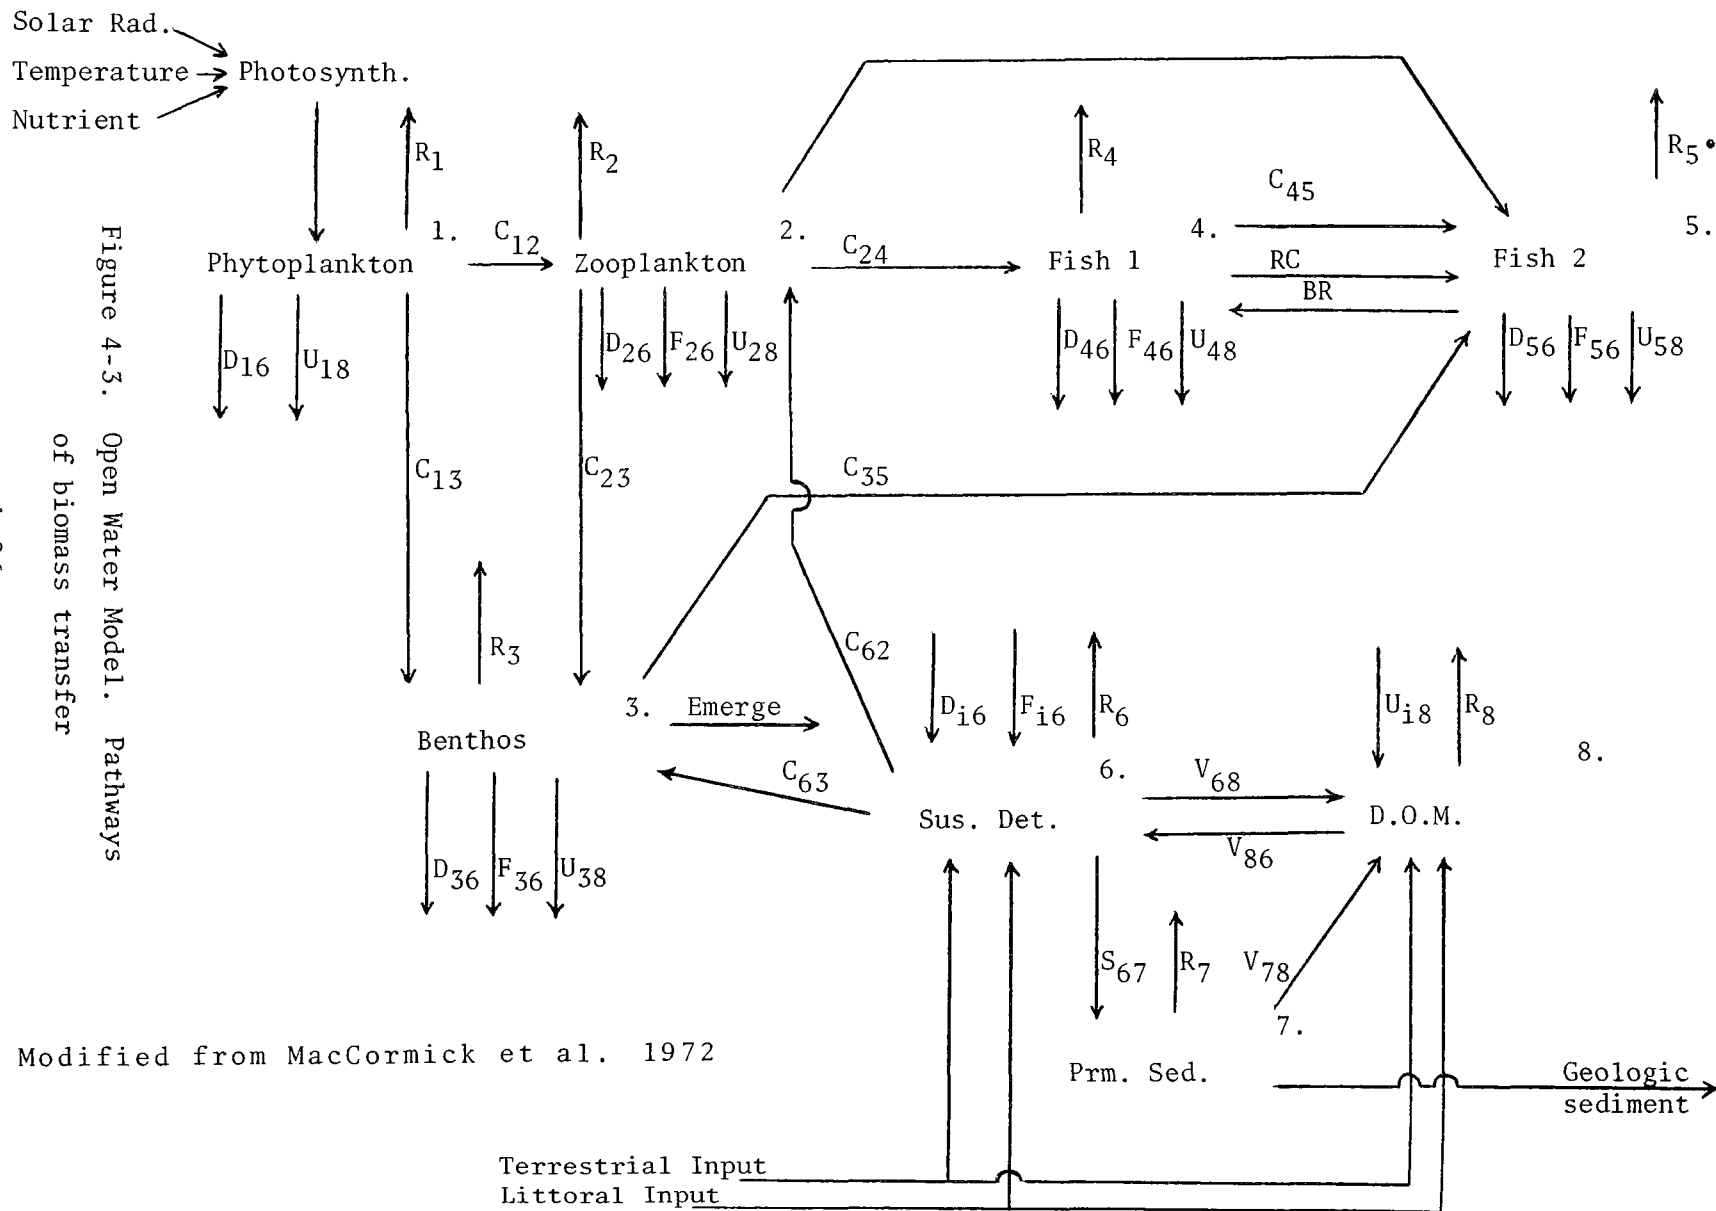 Solar Rad.
Temperature
Photosynth.
Nutrient
R1
R2
R4
R5
C45
1.
C12
2.
C24
4.
5.
Phytoplankton
Zooplankton
Fish 1
RC
Fish 2
BR
D16
U18
D26
F26
U28
D46
F46
U48
D56
F56
U58
C13
C23
C35
R3
C62
3.
Emerge
Benthos
C63
Di6
Fi6
R6
Ui8
R8
6.
V68
8.
Sus. Det.
D.O.M.
V86
D36
F36
U38
S67
R7
V78
7.
Prm. Sed.
Geologic
sediment
Terrestrial Input
Littoral Input
Modified from MacCormick et al. 1972
Figure 4-3. Open Water Model. Pathways
of biomass transfer